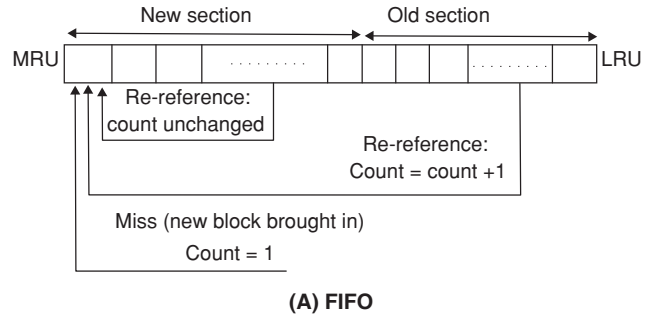 New section Old section
MRU LRU
. . . . . . . . . . . . . . . . . .
Re-reference:
count unchanged
Re-reference:
Count = count +1
Miss (new block brought in)
Count = 1
(A) FIFO